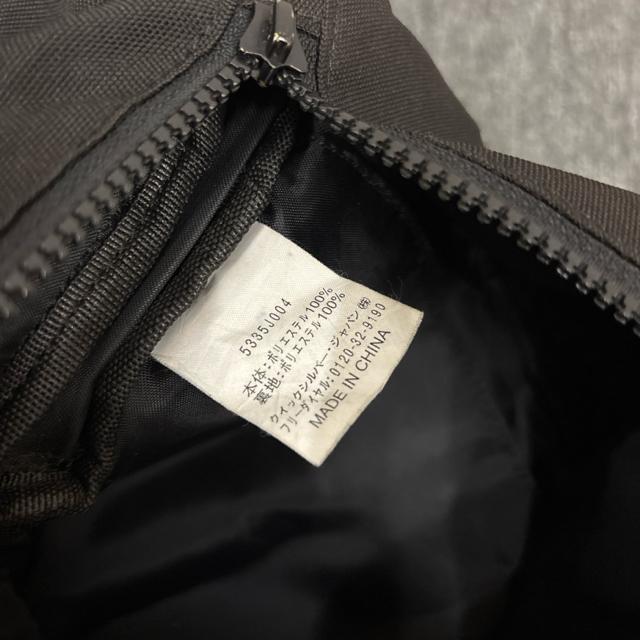 5335J004
本体:ポリエステル100%
裏地:ポリエステル100%
クイックシルバー・ジャパン(株)
フリーダイヤル:0120-32-9190
MADE IN CHINA